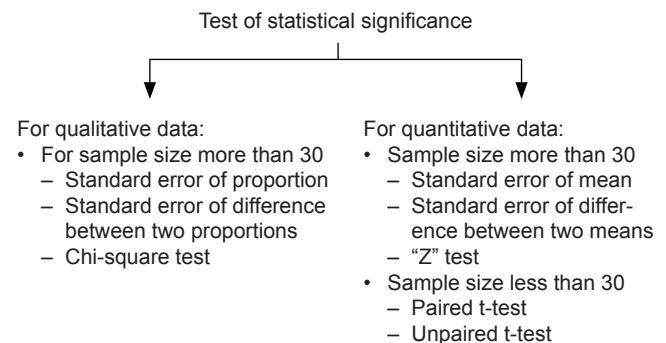 Test of statistical significance
For qualitative data:
• For sample size more than 30
– Standard error of proportion
– Standard error of difference
between two proportions
– Chi-square test
For quantitative data:
• Sample size more than 30
– Standard error of mean
– Standard error of differ-
ence between two means
– “Z” test
• Sample size less than 30
– Paired t-test
– Unpaired t-test